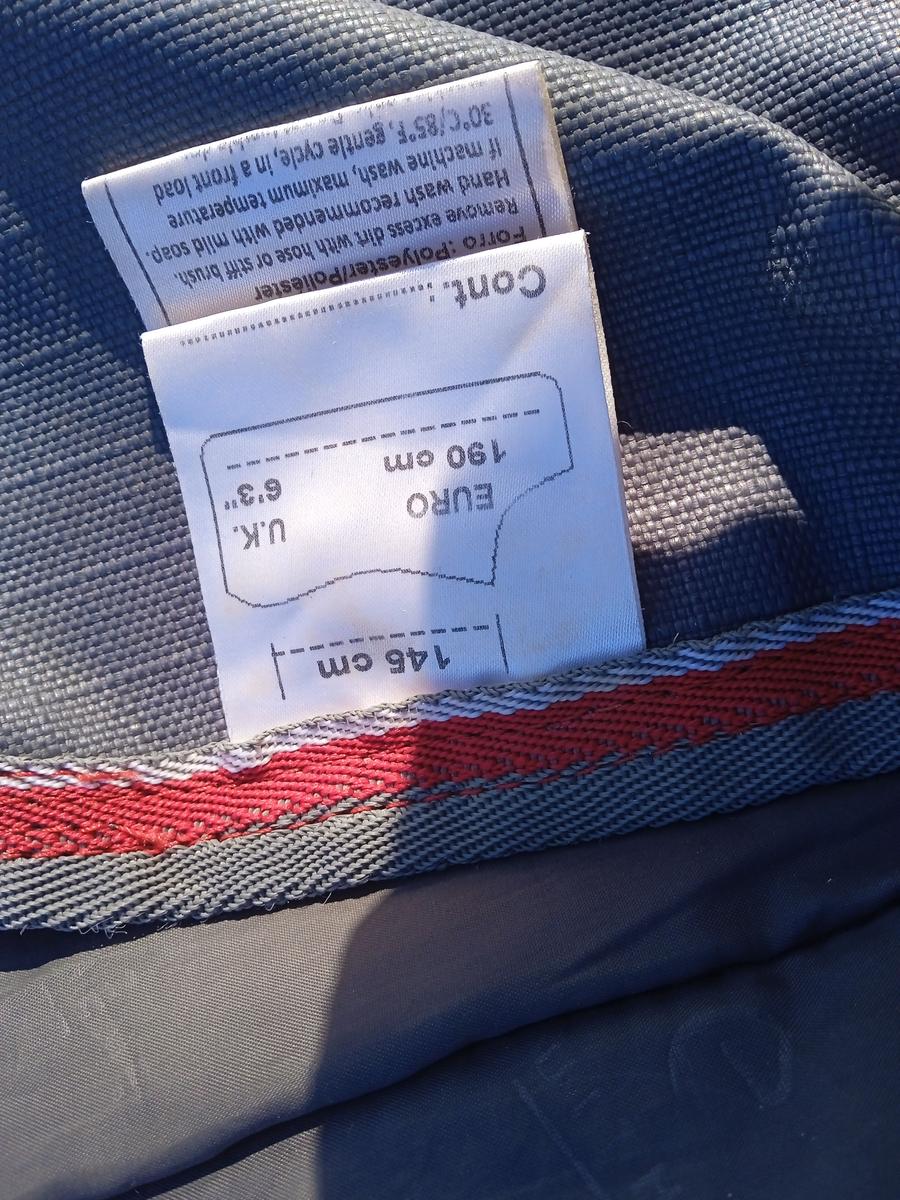 145 cm
EURO U.K.
190 cm 6'3"
Cont.
Forro :Polyester/Poliéster
Remove excess dirt with hose or stiff brush.
Hand wash recommended with mild soap.
If machine wash, maximum temperature
30°C/85°F, gentle cycle, in a front load